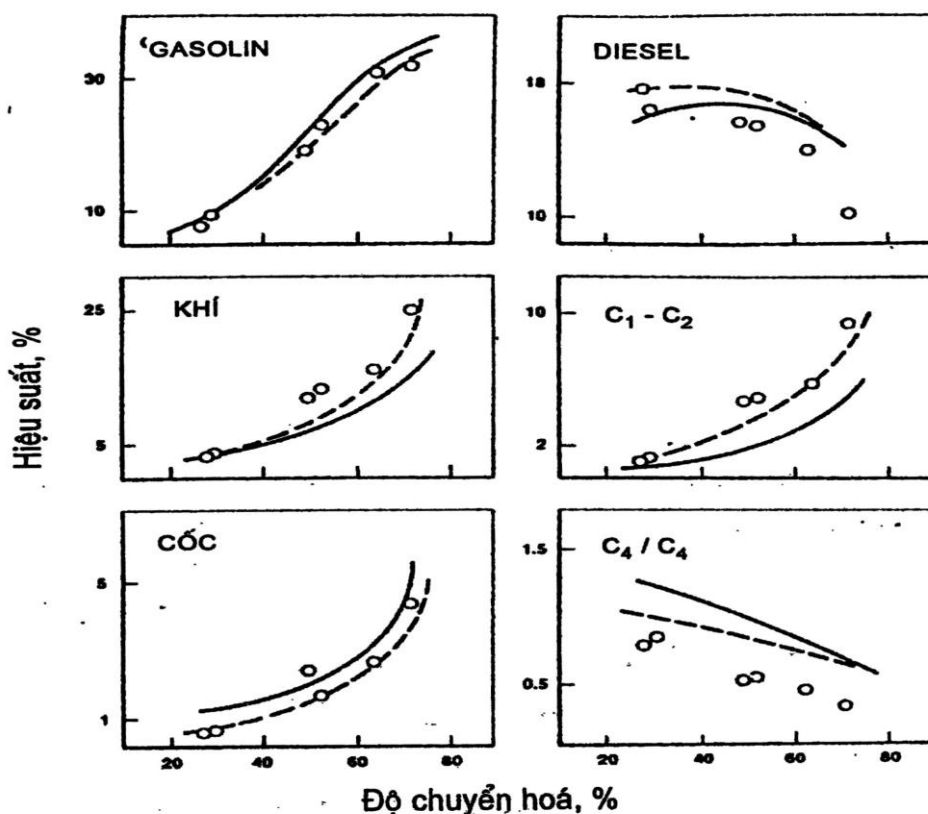 ‘GASOLIN
30
10
DIESEL
18
10
KHÍ
25
5
C₁ - C₂
10
2
CỐC
5
1
20 40 60 80
C₄ / C₄
1.5
0.5
20 40 60 80
Hiệu suất, %
Độ chuyển hoá, %